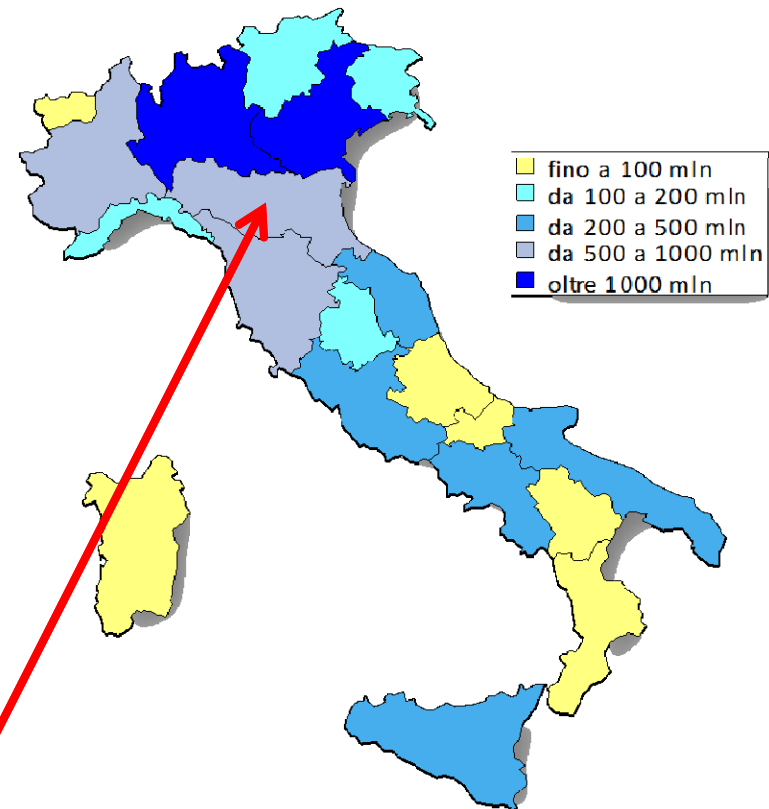 fino a 100 mln
da 100 a 200 mln
da 200 a 500 mln
da 500 a 1000 mln
oltre 1000 mln